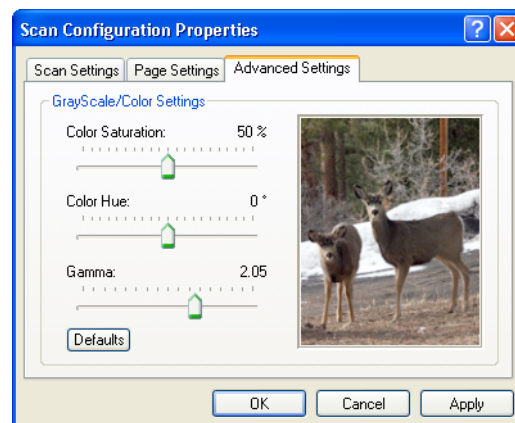 Scan Configuration Properties
Scan Settings Page Settings Advanced Settings
GrayScale/Color Settings
Color Saturation: 50 %
Color Hue: 0 °
Gamma: 2.05
Defaults
OK Cancel Apply